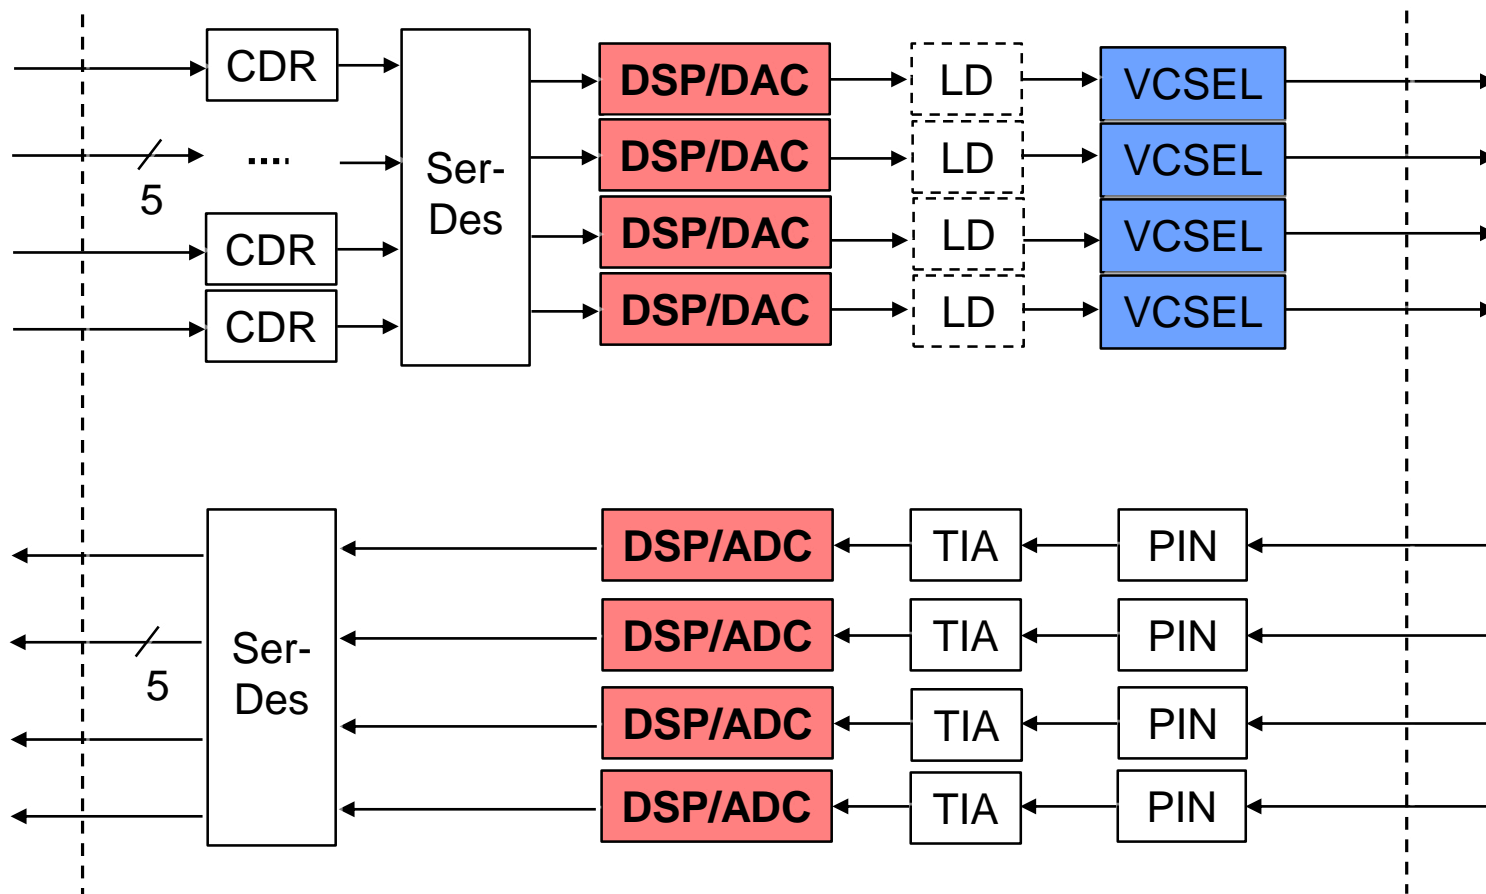 CDR
DSP/DAC
LD
VCSEL
....
Ser-
Des
DSP/DAC
LD
VCSEL
5
CDR
DSP/DAC
LD
VCSEL
CDR
DSP/DAC
LD
VCSEL
DSP/ADC
TIA
PIN
Ser-
Des
DSP/ADC
TIA
PIN
5
DSP/ADC
TIA
PIN
DSP/ADC
TIA
PIN